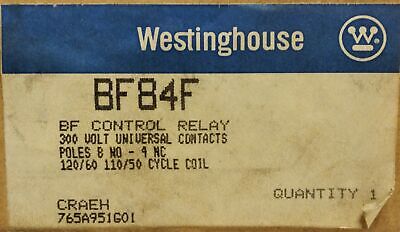 Westinghouse
W
BF84F
BF CONTROL RELAY
300 VOLT UNIVERSAL CONTACTS
POLES 8 NO - 4 NC
120/60 110/50 CYCLE COIL
QUANTITY 1
CRAEH
765A951G01